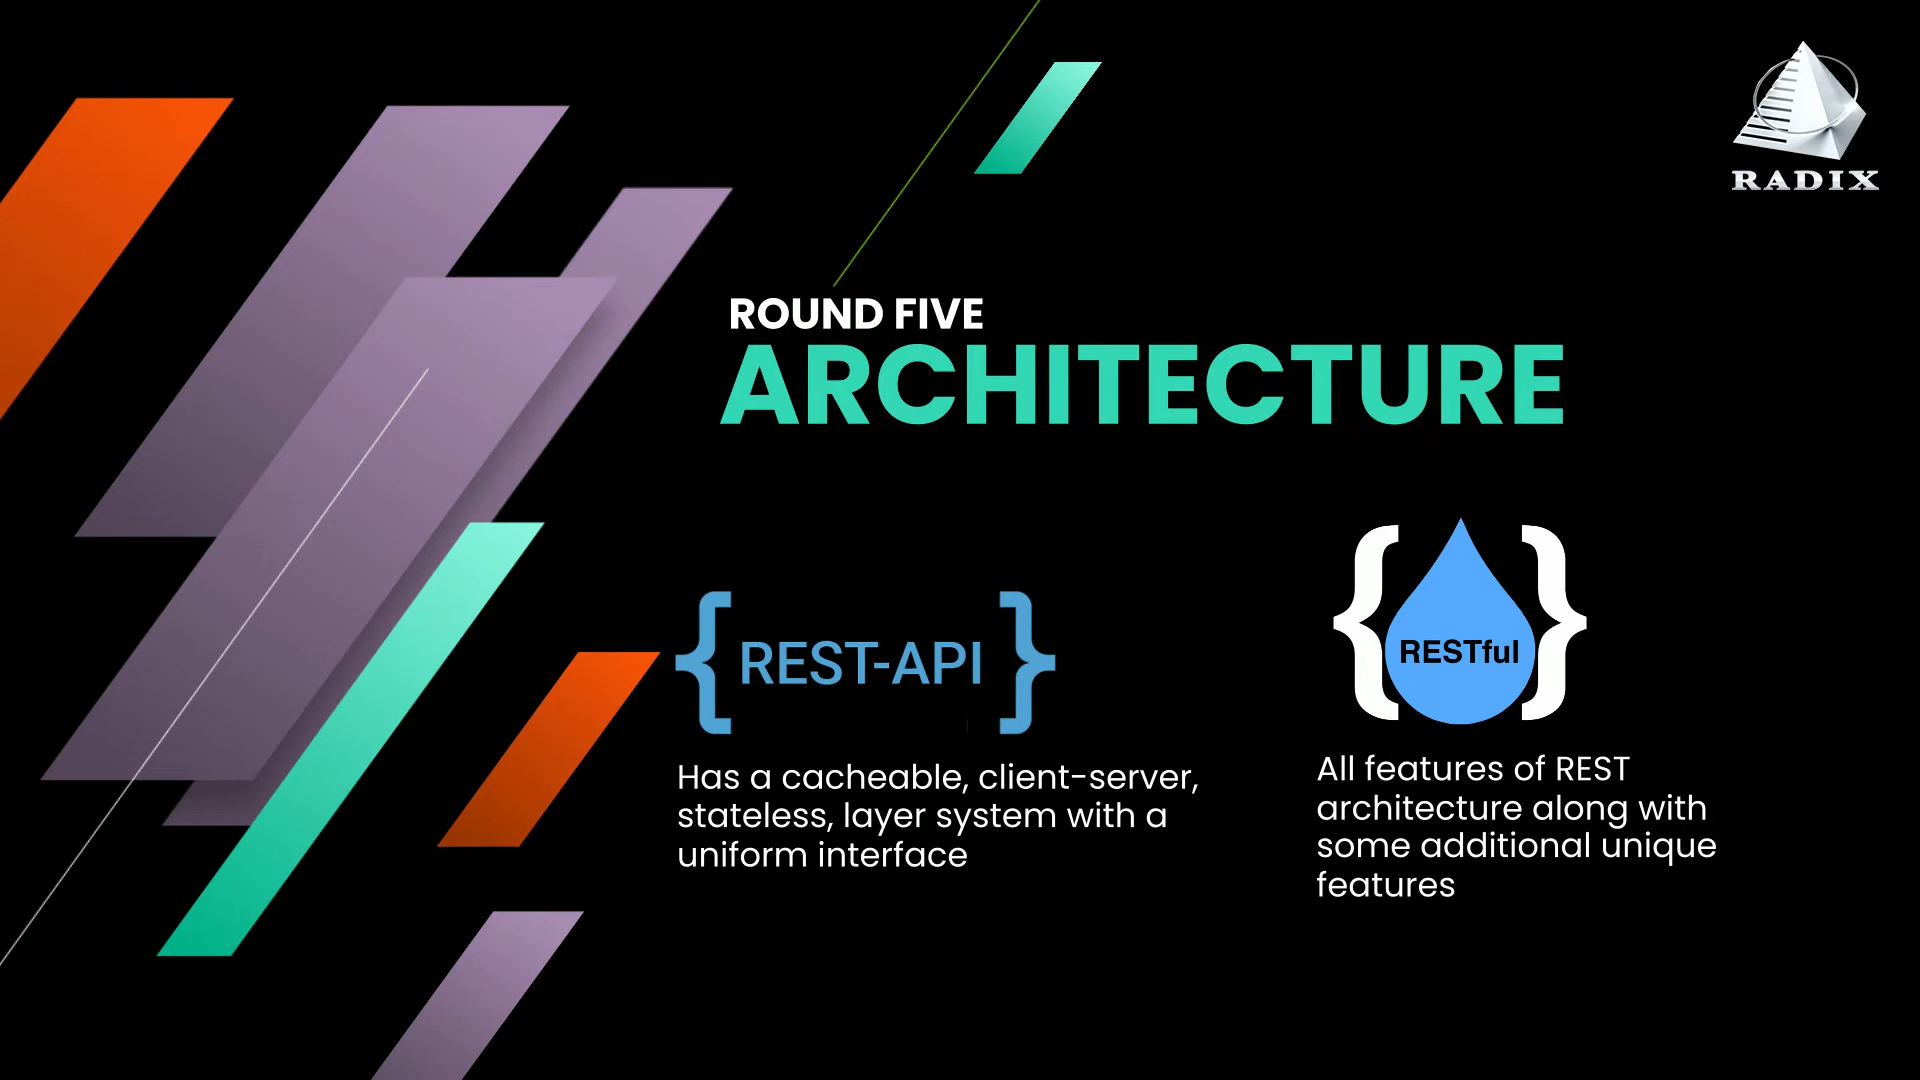 RADIX
ROUND FIVE
ARCHITECTURE
{ REST-API }
Has a cacheable, client-server,
stateless, layer system with a
uniform interface
{RESTful}
All features of REST
architecture along with
some additional unique
features